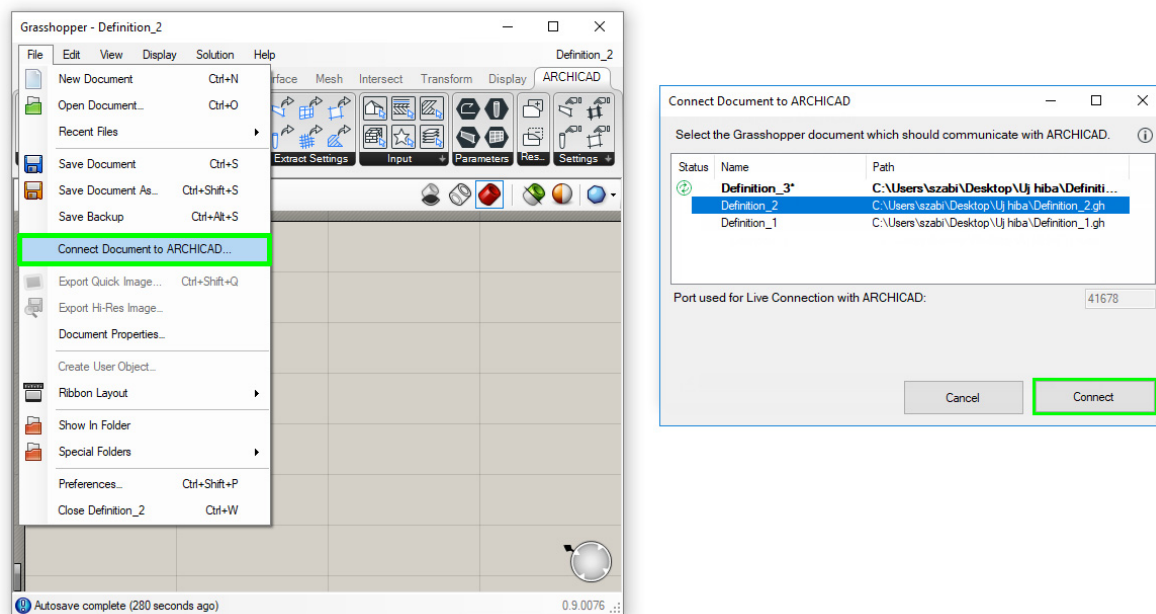 Grasshopper - Definition_2
File Edit View Display Solution Help Definition_2
rface Mesh Intersect Transform Display ARCHICAD
New Document Ctrl+N
Open Document... Ctrl+O
Recent Files
Save Document Ctrl+S
Save Document As... Ctrl+Shift+S
Save Backup Ctrl+Alt+S
Connect Document to ARCHICAD...
Export Quick Image... Ctrl+Shift+Q
Export Hi-Res Image...
Document Properties...
Create User Object...
Ribbon Layout
Show In Folder
Special Folders
Preferences... Ctrl+Shift+P
Close Definition_2 Ctrl+W
Extract Settings Input Parameters Res... Settings
Autosave complete (280 seconds ago) 0.9.0076
Connect Document to ARCHICAD
Select the Grasshopper document which should communicate with ARCHICAD.
Status Name Path
Definition_3* C:\Users\szabi\Desktop\Uj hiba\Definiti...
Definition_2 C:\Users\szabi\Desktop\Uj hiba\Definition_2.gh
Definition_1 C:\Users\szabi\Desktop\Uj hiba\Definition_1.gh
Port used for Live Connection with ARCHICAD: 41678
Cancel Connect